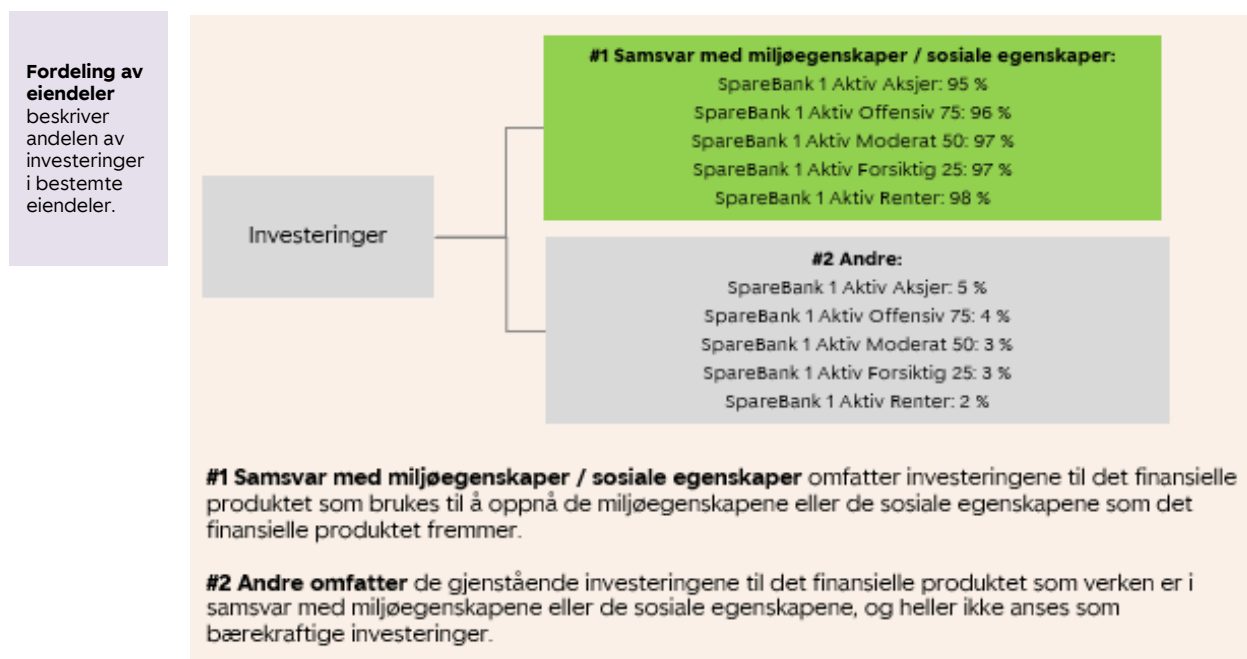 Fordeling av
eiendeler
beskriver
andelen av
investeringer
i bestemte
eiendeler.
Investeringer
#1 Samsvar med miljøegenskaper / sosiale egenskaper:
SpareBank 1 Aktiv Aksjer: 95 %
SpareBank 1 Aktiv Offensiv 75: 96 %
SpareBank 1 Aktiv Moderat 50: 97 %
SpareBank 1 Aktiv Forsiktig 25: 97 %
SpareBank 1 Aktiv Renter: 98 %
#2 Andre:
SpareBank 1 Aktiv Aksjer: 5 %
SpareBank 1 Aktiv Offensiv 75: 4 %
SpareBank 1 Aktiv Moderat 50: 3 %
SpareBank 1 Aktiv Forsiktig 25: 3 %
SpareBank 1 Aktiv Renter: 2 %
#1 Samsvar med miljøegenskaper / sosiale egenskaper omfatter investeringene til det finansielle
produktet som brukes til å oppnå de miljøegenskapene eller de sosiale egenskapene som det
finansielle produktet fremmer.
#2 Andre omfatter de gjenstående investeringene til det finansielle produktet som verken er i
samsvar med miljøegenskapene eller de sosiale egenskapene, og heller ikke anses som
bærekraftige investeringer.